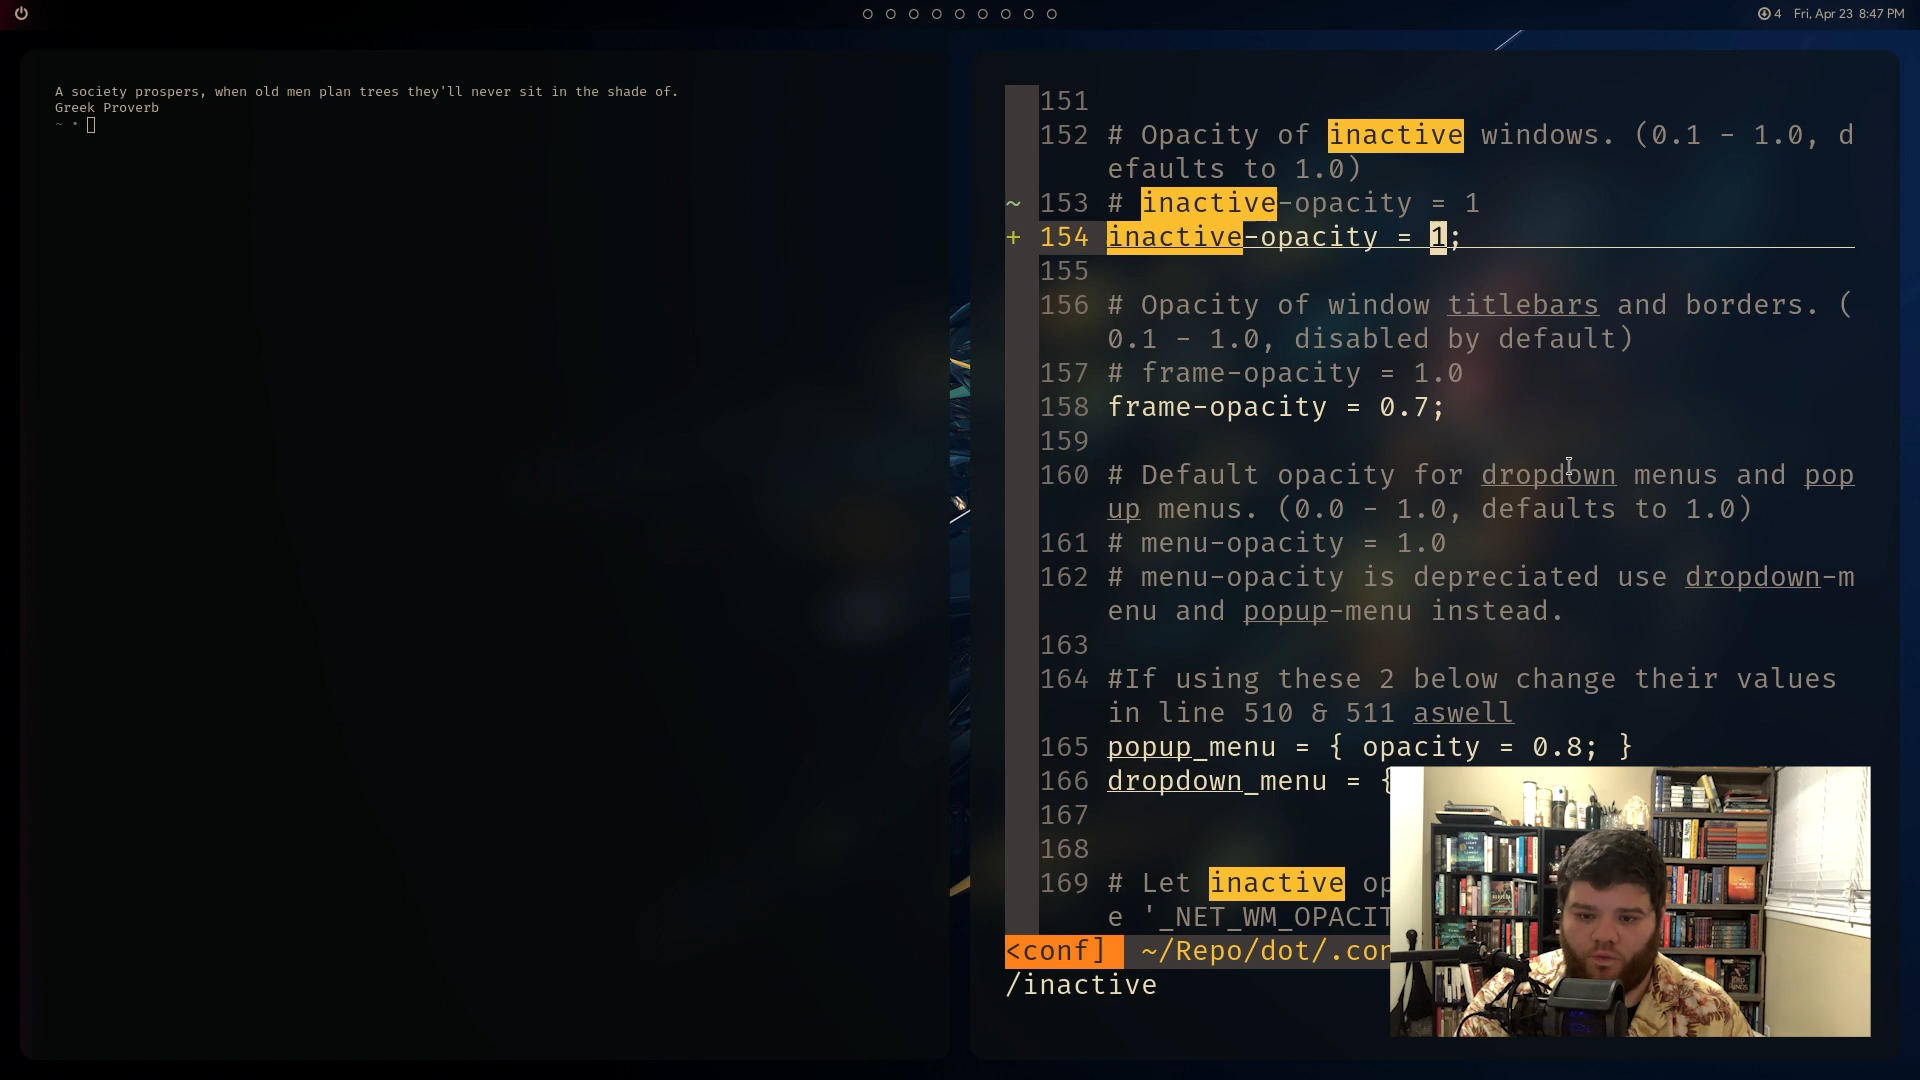 4 Fri, Apr 23 8:47 PM
A society prospers, when old men plan trees they'll never sit in the shade of.
Greek Proverb
~ •
151
152 # Opacity of inactive windows. (0.1 - 1.0, d
efaults to 1.0)
~ 153 # inactive-opacity = 1
+ 154 inactive-opacity = 1;
155
156 # Opacity of window titlebars and borders. (
0.1 - 1.0, disabled by default)
157 # frame-opacity = 1.0
158 frame-opacity = 0.7;
159
160 # Default opacity for dropdown menus and pop
up menus. (0.0 - 1.0, defaults to 1.0)
161 # menu-opacity = 1.0
162 # menu-opacity is depreciated use dropdown-m
enu and popup-menu instead.
163
164 #If using these 2 below change their values
in line 510 & 511 aswell
165 popup_menu = { opacity = 0.8; }
166 dropdown_menu = {
167
168
169 # Let inactive op
e '_NET_WM_OPACIT
<conf] ~/Repo/dot/.con
/inactive